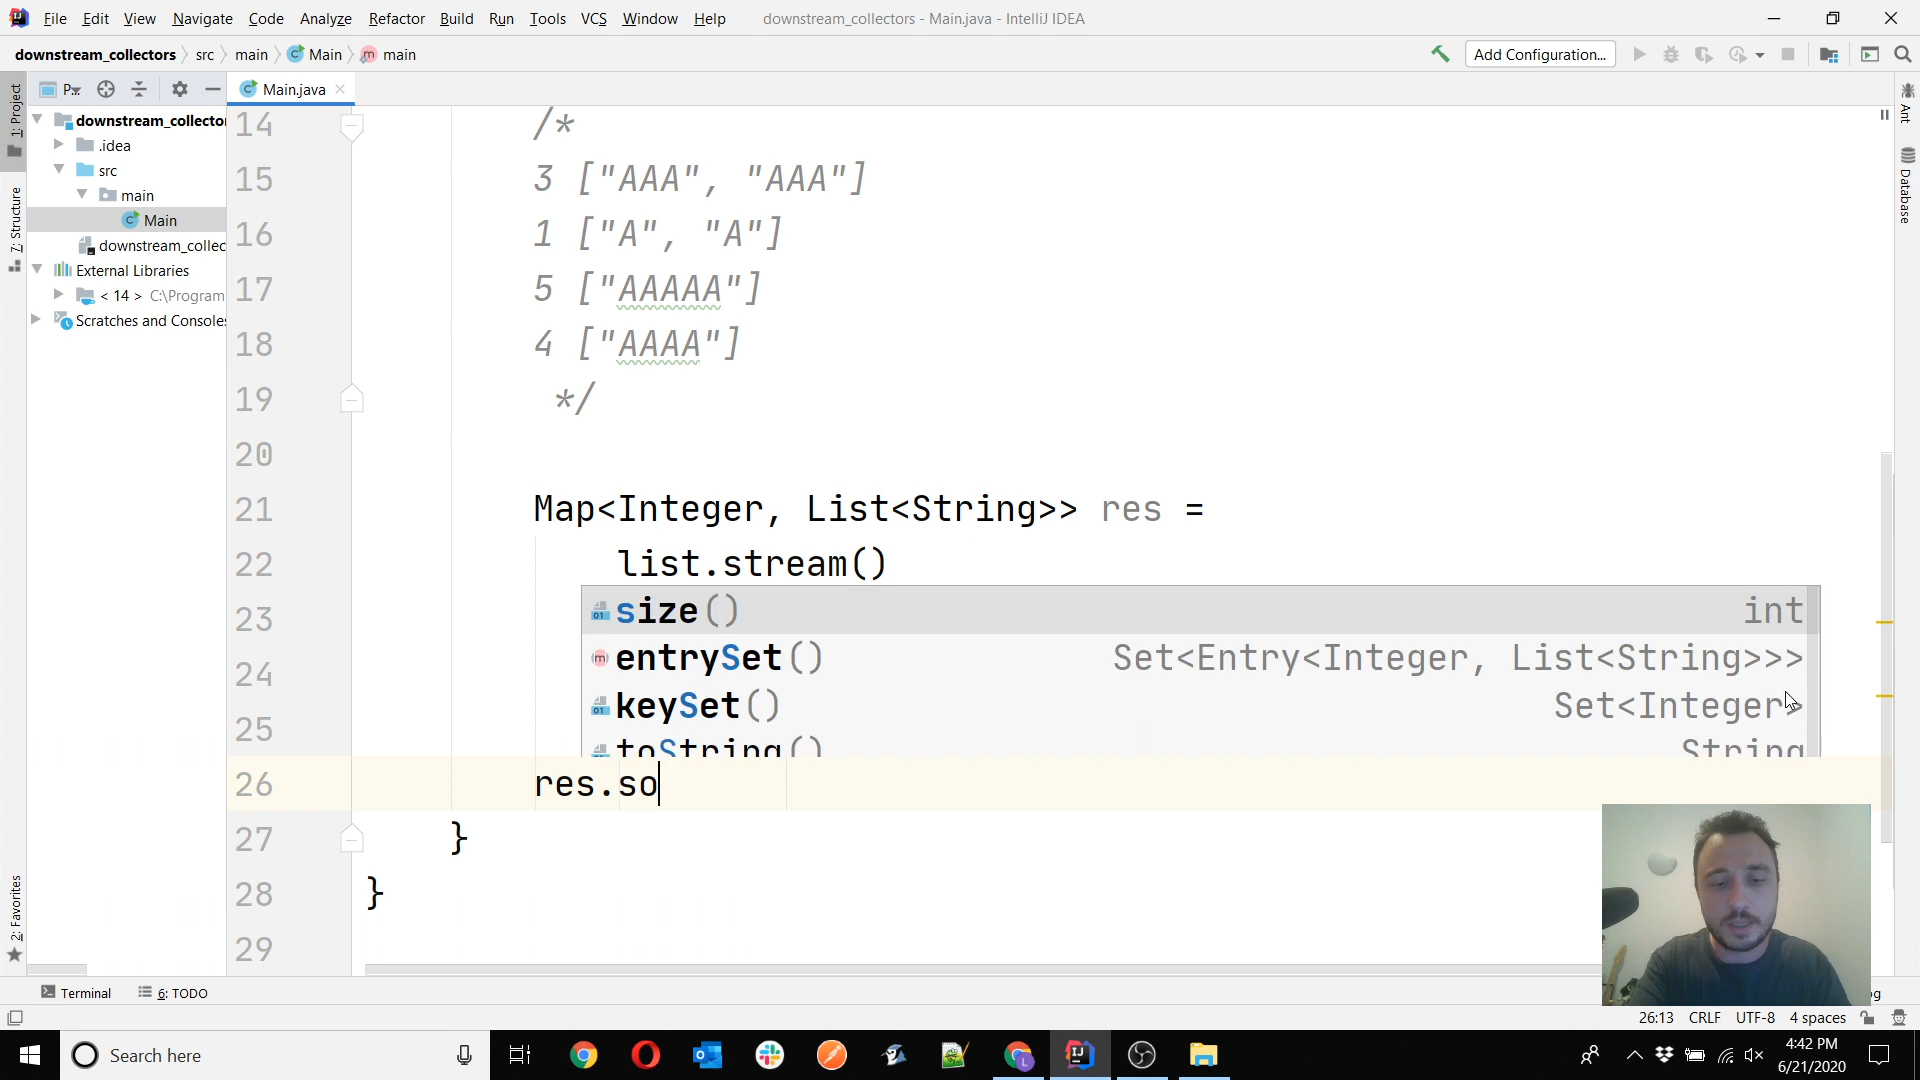 File Edit View Navigate Code Analyze Refactor Build Run Tools VCS Window Help downstream_collectors - Main.java - IntelliJ IDEA
downstream_collectors src main Main main Add Configuration...
1: Project
P..
Main.java
downstream_collector
.idea
src
main
Main
downstream_collec
External Libraries
< 14 > C:\Program
Scratches and Consoles
7: Structure
2: Favorites
Ant
Database
14 /*
15 3 ["AAA", "AAA"]
16 1 ["A", "A"]
17 5 ["AAAAA"]
18 4 ["AAAA"]
19 */
20
21 Map<Integer, List<String>> res =
22 list.stream()
23 size() int
24 entrySet() Set<Entry<Integer, List<String>>>
25 keySet() Set<Integer>
toString() String
26 res.so
27 }
28 }
29
Terminal 6: TODO
26:13 CRLF UTF-8 4 spaces
Search here
4:42 PM
6/21/2020